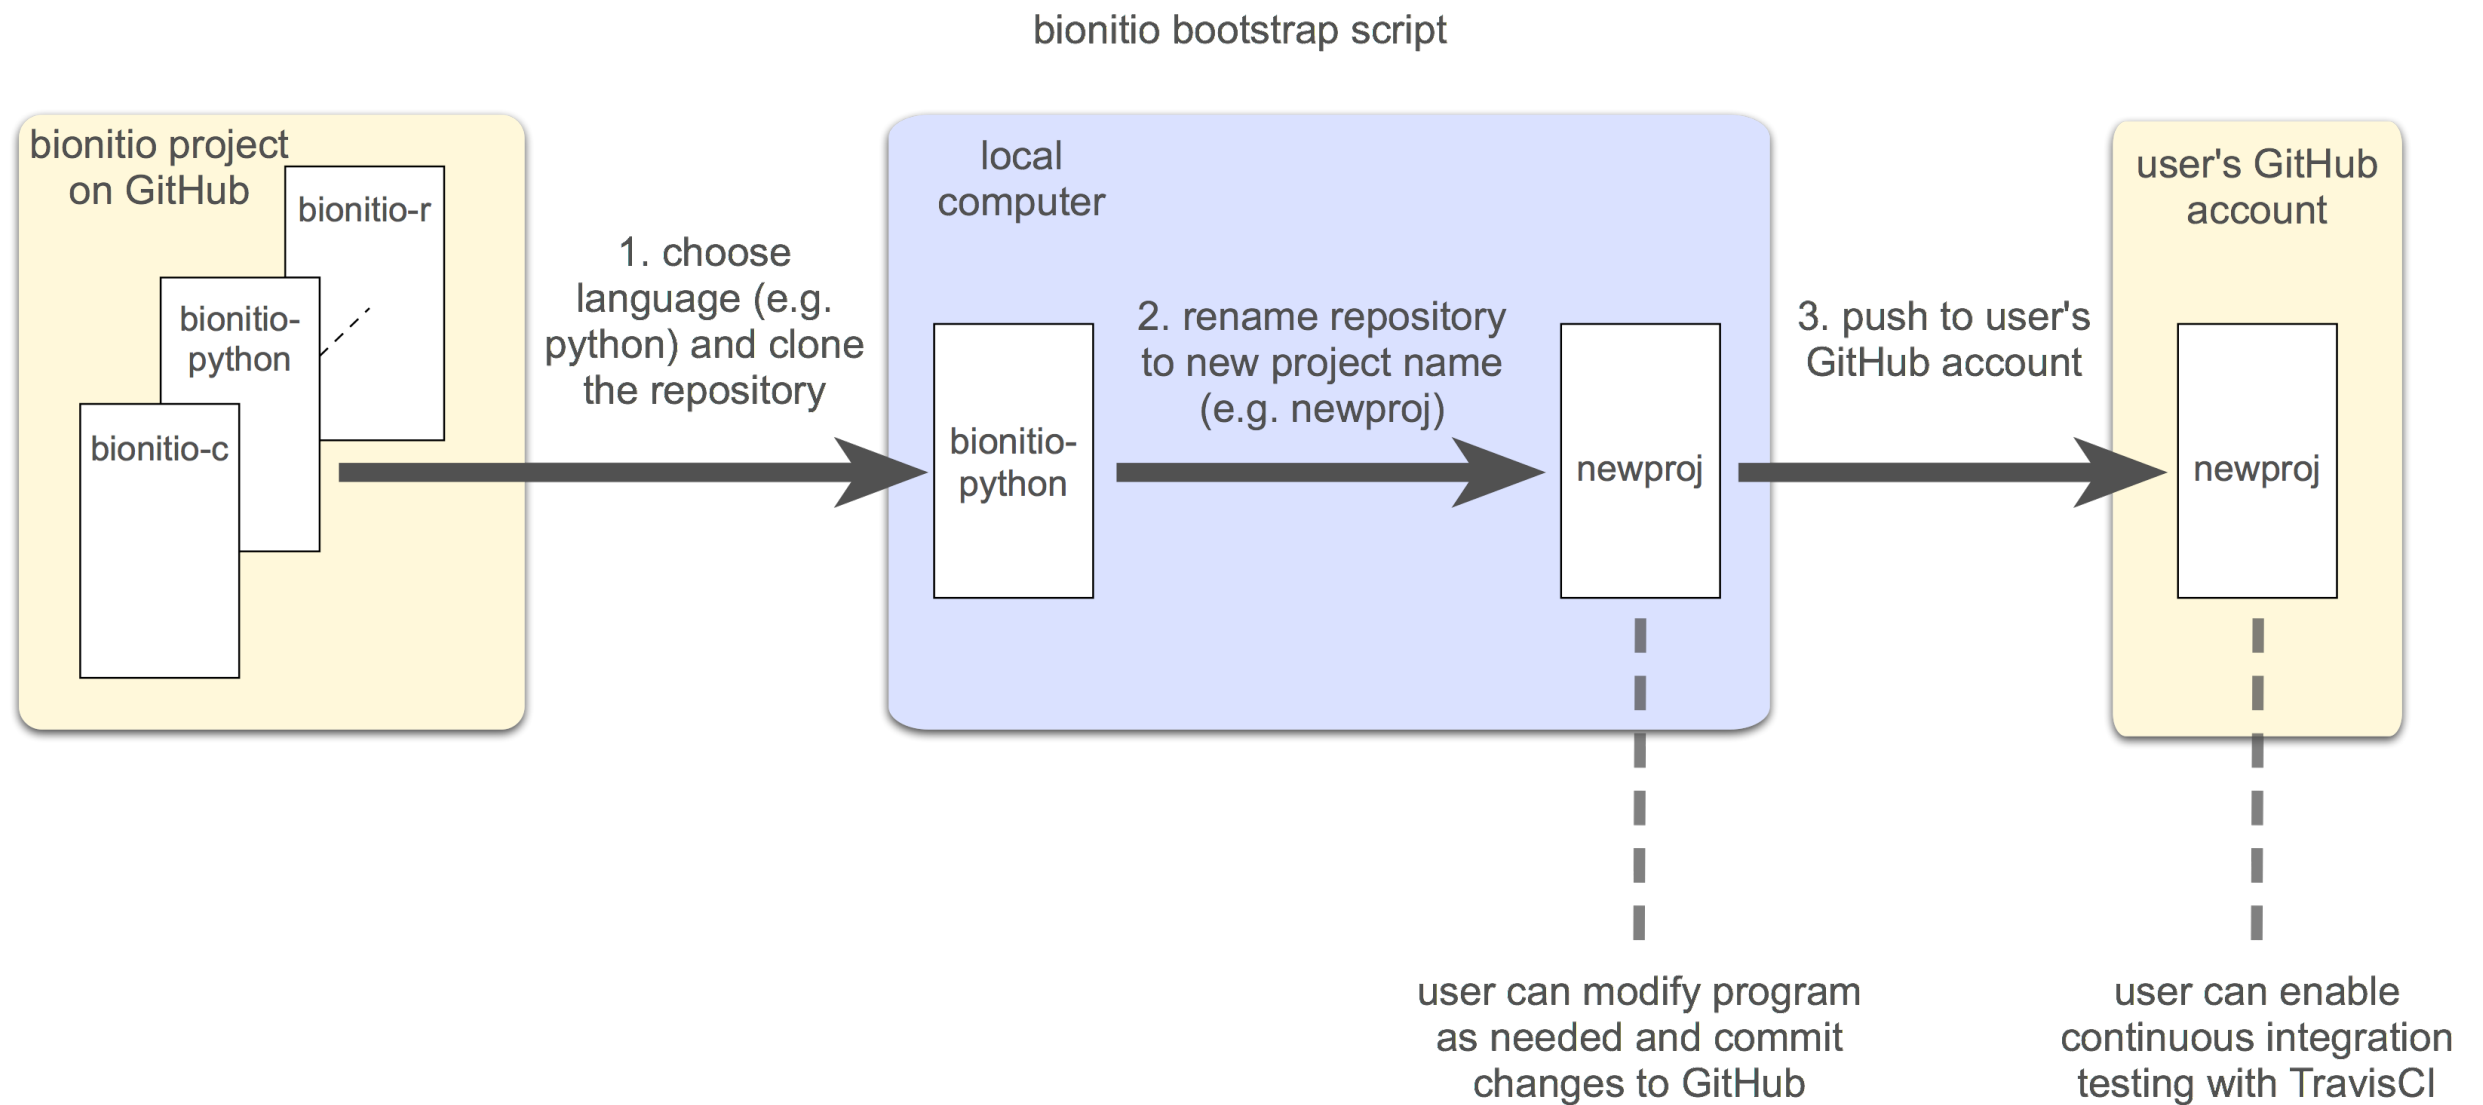 bionitio bootstrap script
bionitio project
on GitHub
bionitio-r
bionitio-
python
bionitio-c
1. choose
language (e.g.
python) and clone
the repository
local
computer
bionitio-
python
2. rename repository
to new project name
(e.g. newproj)
newproj
3. push to user's
GitHub account
user's GitHub
account
newproj
user can modify program
as needed and commit
changes to GitHub
user can enable
continuous integration
testing with TravisCI